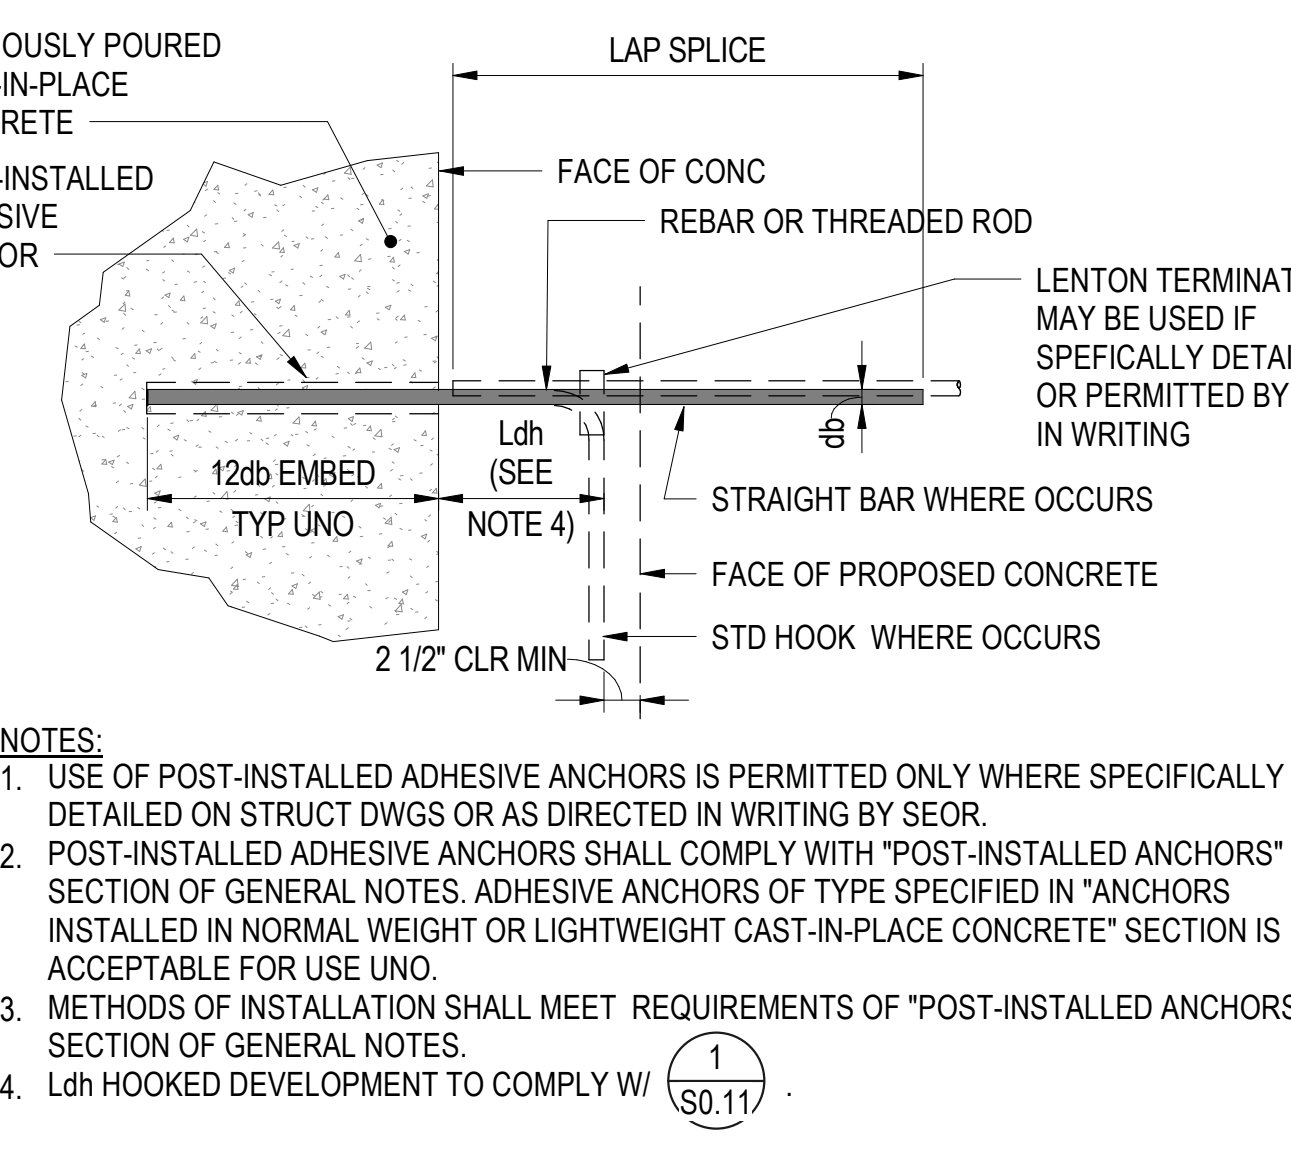 OUSLY POURED
-IN-PLACE
RETE
-INSTALLED
SIVE
OR
LAP SPLICE
FACE OF CONC
REBAR OR THREADED ROD
LENTON TERMINAT
MAY BE USED IF
SPEFICALLY DETAI
OR PERMITTED BY
IN WRITING
db
Ldh
(SEE
NOTE 4)
12db EMBED
TYP UNO
STRAIGHT BAR WHERE OCCURS
FACE OF PROPOSED CONCRETE
STD HOOK WHERE OCCURS
2 1/2" CLR MIN
NOTES:
1. USE OF POST-INSTALLED ADHESIVE ANCHORS IS PERMITTED ONLY WHERE SPECIFICALLY
DETAILED ON STRUCT DWGS OR AS DIRECTED IN WRITING BY SEOR.
2. POST-INSTALLED ADHESIVE ANCHORS SHALL COMPLY WITH "POST-INSTALLED ANCHORS"
SECTION OF GENERAL NOTES. ADHESIVE ANCHORS OF TYPE SPECIFIED IN "ANCHORS
INSTALLED IN NORMAL WEIGHT OR LIGHTWEIGHT CAST-IN-PLACE CONCRETE" SECTION IS
ACCEPTABLE FOR USE UNO.
3. METHODS OF INSTALLATION SHALL MEET REQUIREMENTS OF "POST-INSTALLED ANCHORS
SECTION OF GENERAL NOTES.
4. Ldh HOOKED DEVELOPMENT TO COMPLY W/ 1 .
S0.11